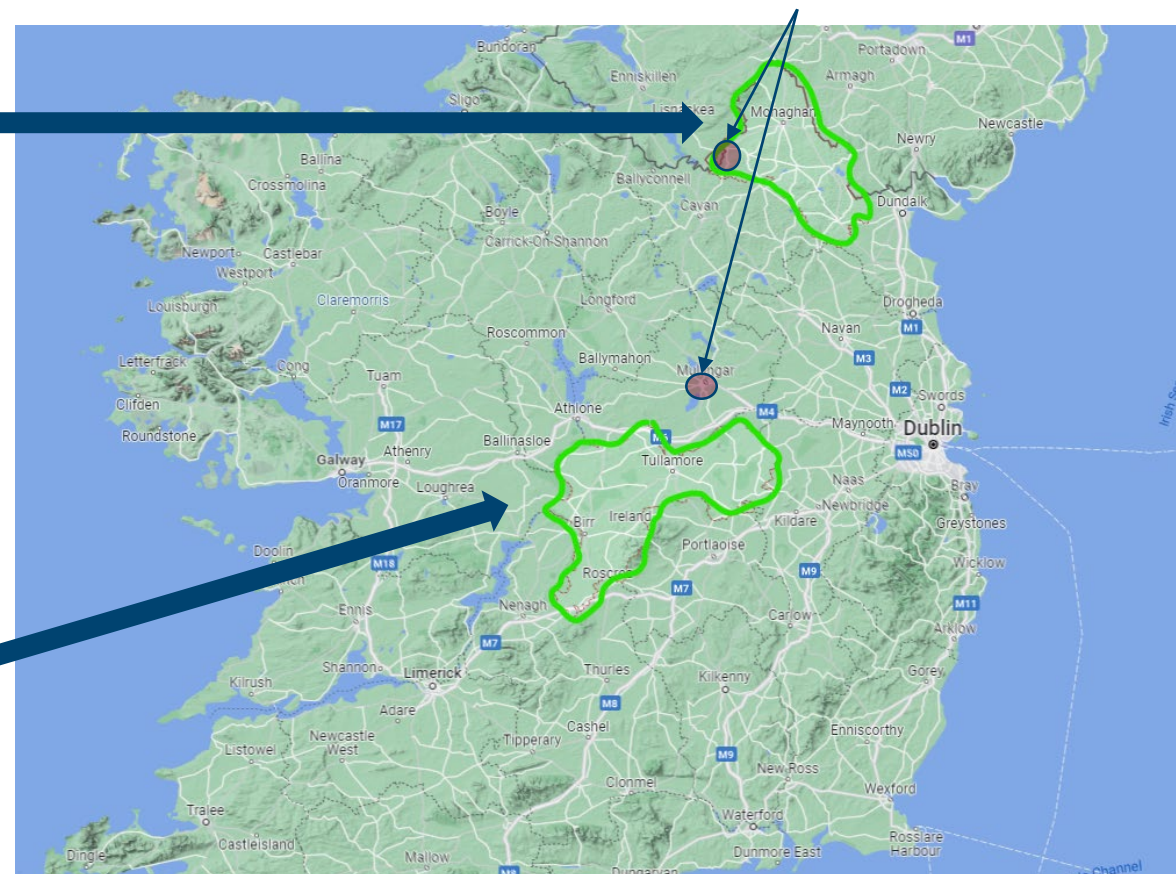 M1
Portadown
Bundoran
Enniskillen
Armagh
Sligo
Monaghan
Newcastle
Newry
Ballina
Crossmolina
Ballyconnell
Boyle
Cavan
Dundalk
Carrick-On-Shannon
Newport
Castlebar
Westport
Claremorris
Longford
Drogheda
Louisburgh
M1
Navan
Roscommon
Letterfrack
Ballymahon
M3
Cong
Tuam
M2
Swords
Clifden
Athlone
M4
Maynooth
Dublin
Roundstone
M17
Ballinasloe
Athenry
M50
Galway
Tullamore
Oranmore
Loughrea
Naas
Bray
Newbridge
Birr
Ireland
Kildare
Greystones
Portlaoise
Doolin
M18
M9
Wicklow
M7
Nenagh
M11
Ennis
Carlow
M7
Arklow
Shannon
Limerick
Thurles
Kilkenny
Gorey
Kilrush
M8
Adare
Cashel
Enniscorthy
Newcastle
West
Listowel
Tipperary
M9
Clonmel
New Ross
Wexford
Tralee
Waterford
Castleisland
Rosslare
Harbour
Dingle
Mallow
Dunmore East
Channel